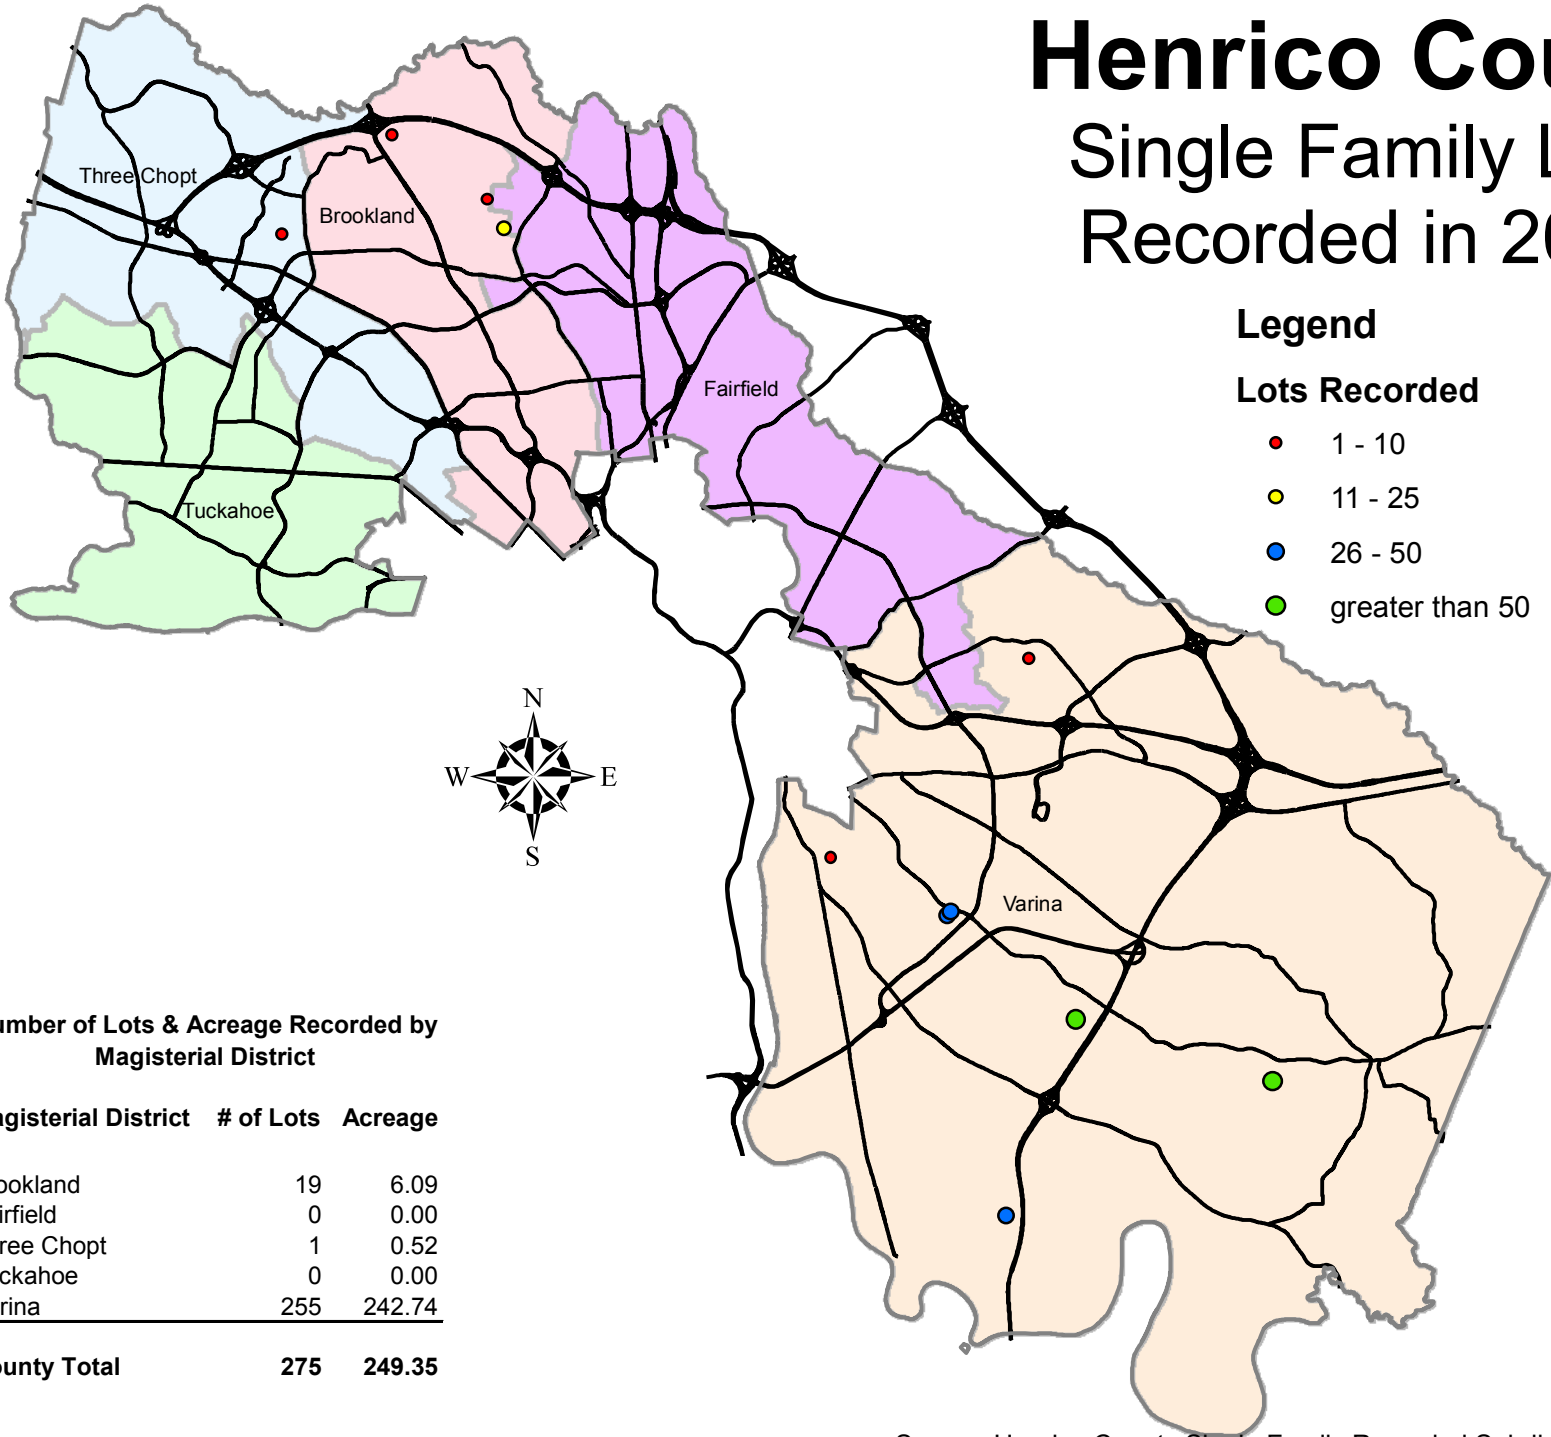 Henrico Cou
Single Family L
Recorded in 20
Legend
Lots Recorded
1 - 10
11 - 25
26 - 50
greater than 50
Three Chopt
Brookland
Fairfield
Tuckahoe
Varina
N
W E
S
umber of Lots & Acreage Recorded by
Magisterial District
agisterial District # of Lots Acreage
ookland 19 6.09
irfield 0 0.00
ree Chopt 1 0.52
ckahoe 0 0.00
rina 255 242.74
ounty Total 275 249.35